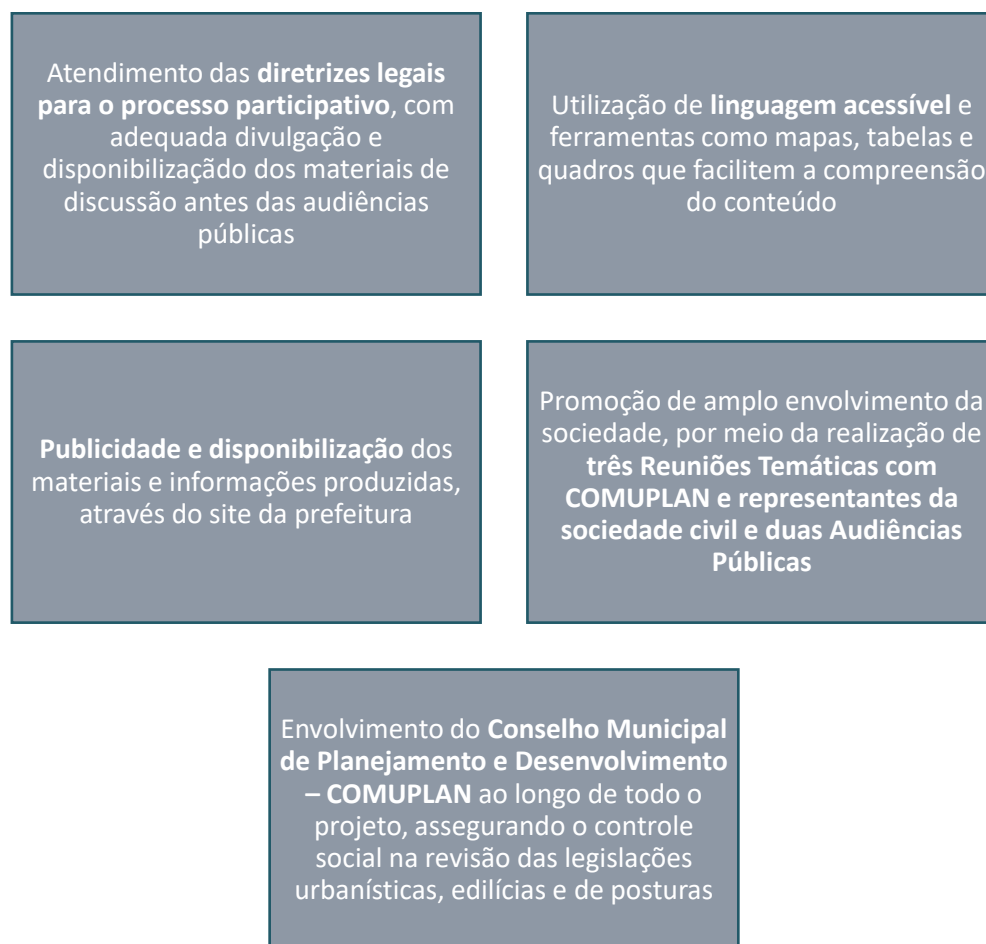 Atendimento das diretrizes legais
para o processo participativo, com
adequada divulgação e
disponibilizaçãdo dos materiais de
discussão antes das audiências
públicas
Utilização de linguagem acessível e
ferramentas como mapas, tabelas e
quadros que facilitem a compreensão
do conteúdo
Publicidade e disponibilização dos
materiais e informações produzidas,
através do site da prefeitura
Promoção de amplo envolvimento da
sociedade, por meio da realização de
três Reuniões Temáticas com
COMUPLAN e representantes da
sociedade civil e duas Audiências
Públicas
Envolvimento do Conselho Municipal
de Planejamento e Desenvolvimento
– COMUPLAN ao longo de todo o
projeto, assegurando o controle
social na revisão das legislações
urbanísticas, edilícias e de posturas